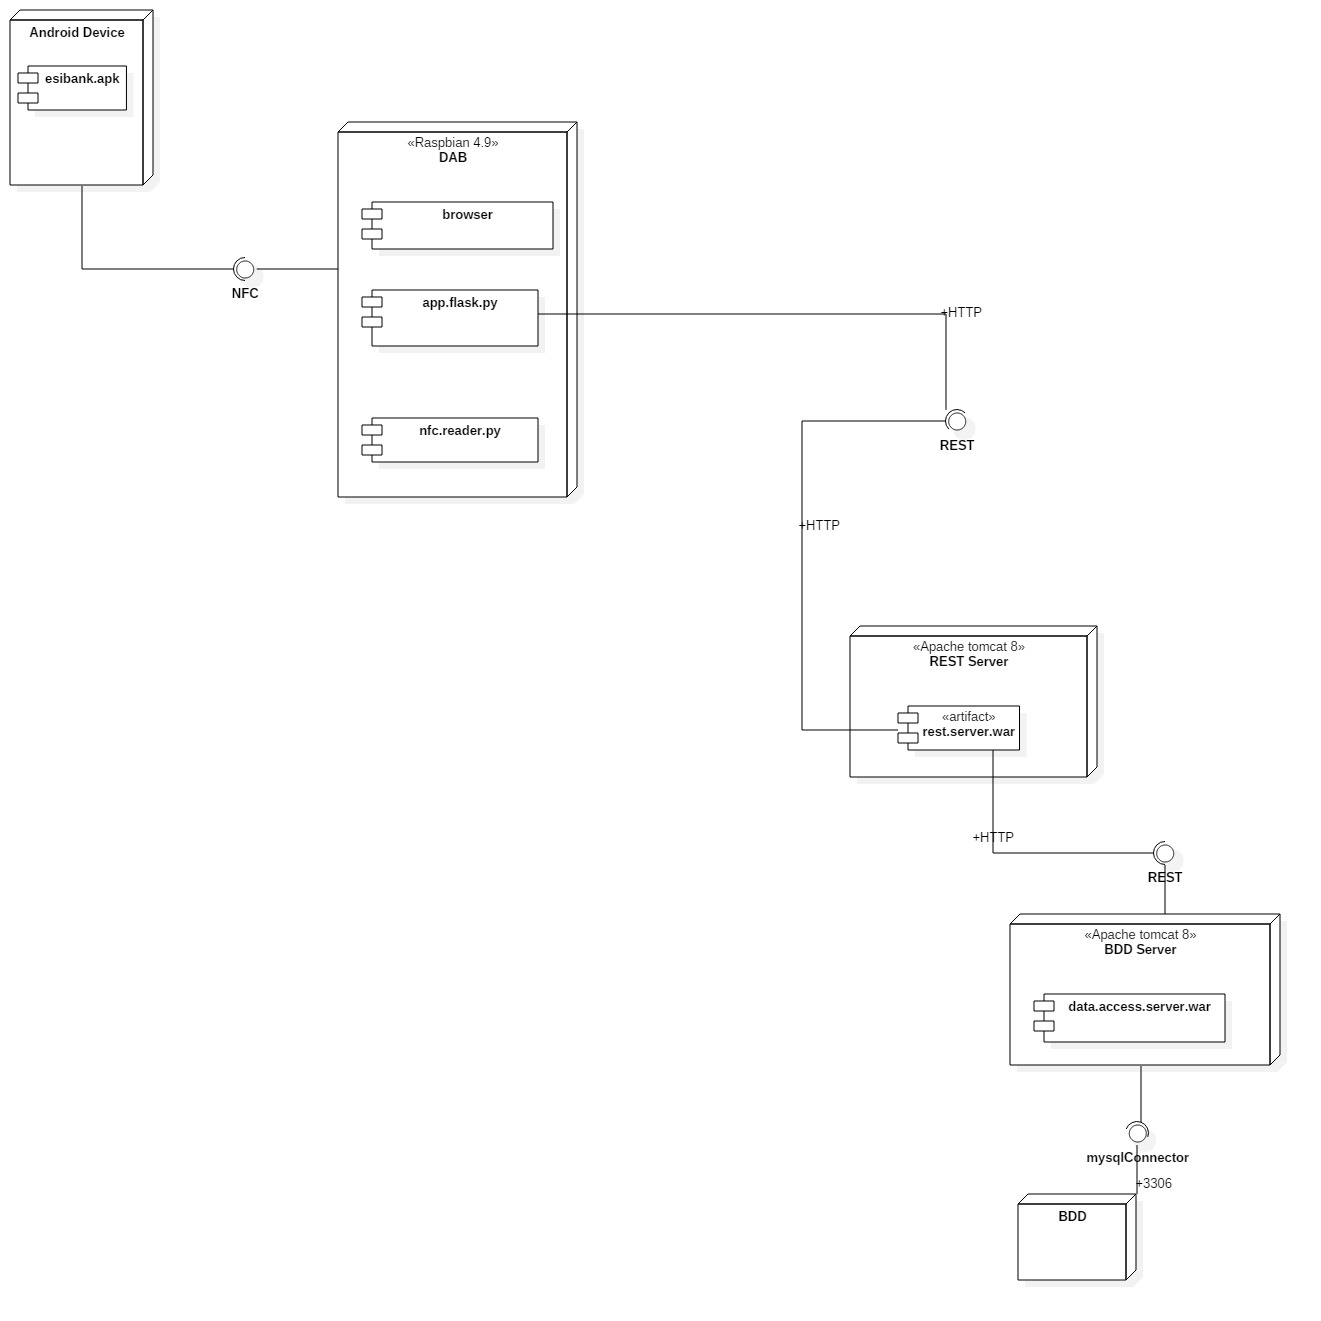 Android Device
esibank.apk
«Raspbian 4.9»
DAB
browser
NFC
app.flask.py
+HTTP
nfc.reader.py
REST
+HTTP
«Apache tomcat 8»
REST Server
«artifact»
rest.server.war
+HTTP
REST
«Apache tomcat 8»
BDD Server
data.access.server.war
mysqlConnector
+3306
BDD